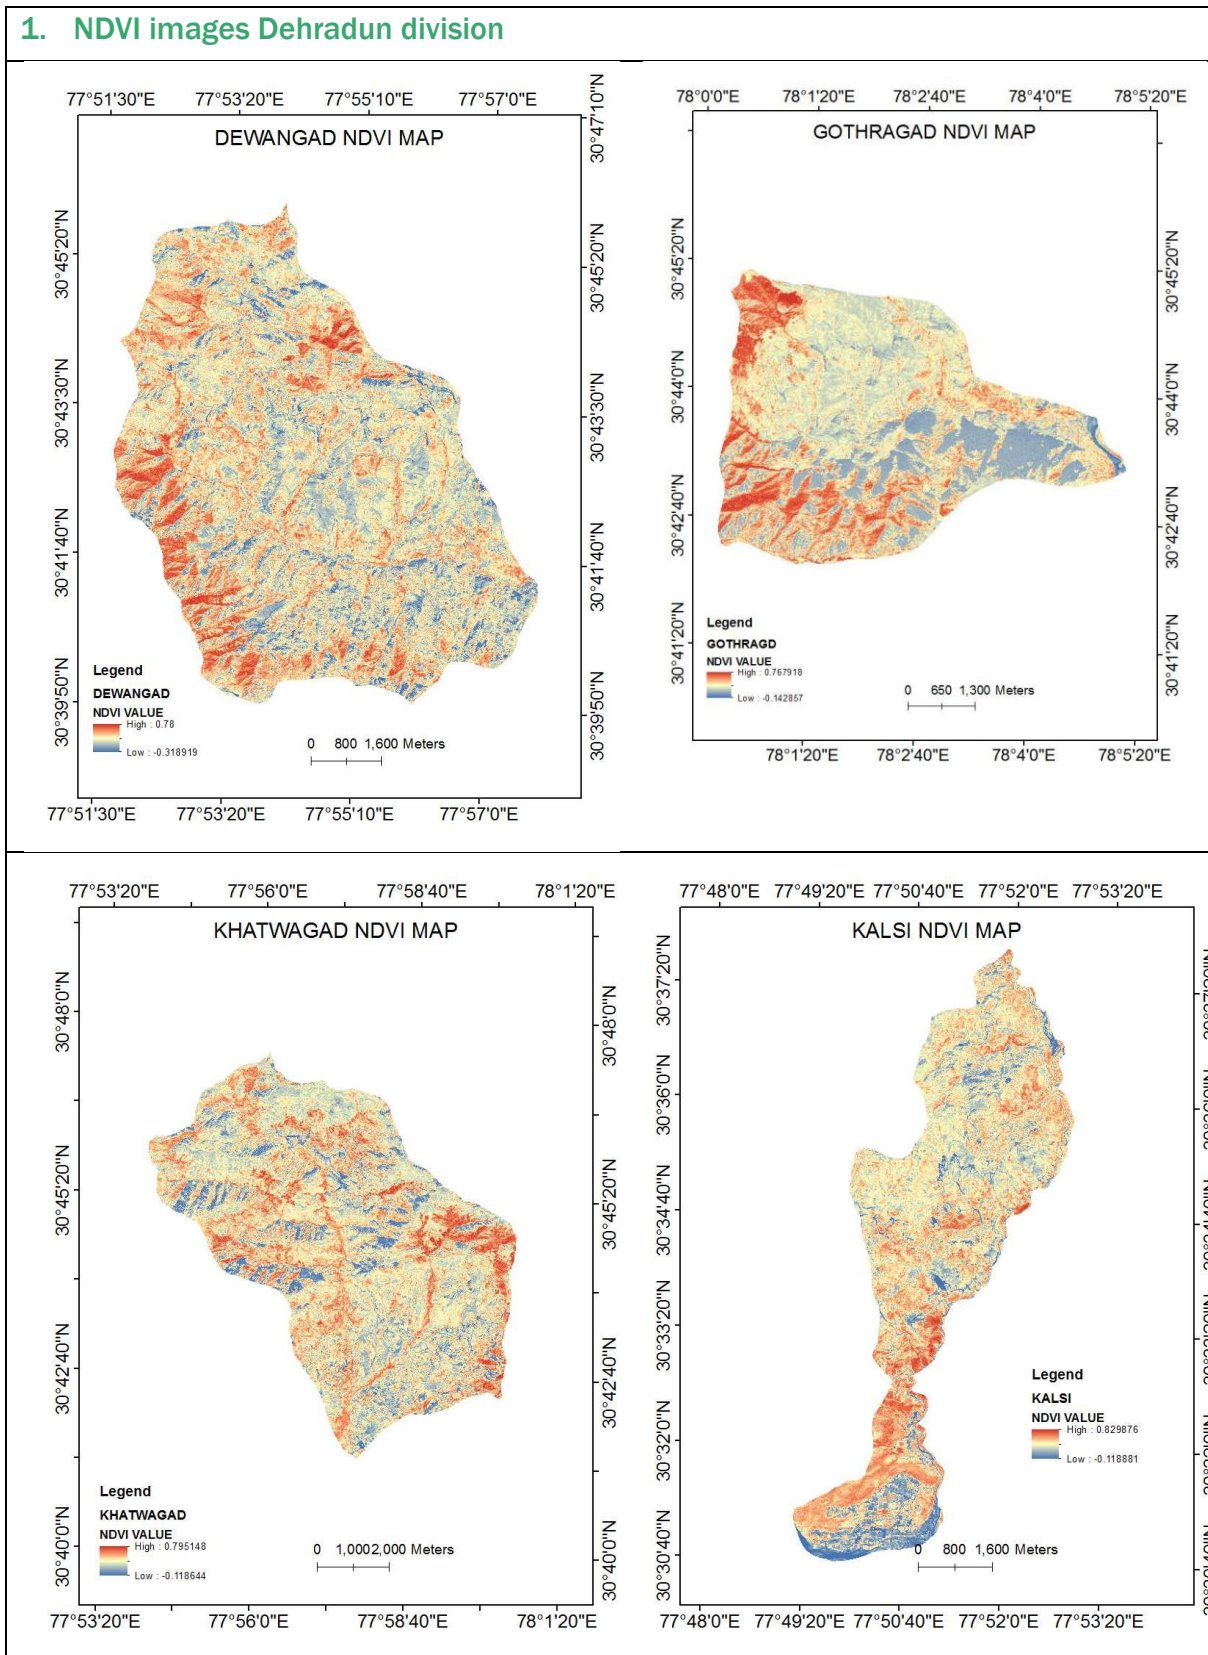 1. NDVI images Dehradun division
77°51'30"E 77°53'20"E 77°55'10"E 77°57'0"E
DEWANGAD NDVI MAP
30°47'10"N
30°45'20"N
30°43'30"N
30°41'40"N
30°39'50"N
30°45'20"N
30°43'30"N
30°41'40"N
30°39'50"N
Legend
DEWANGAD
NDVI VALUE
High : 0.78
Low : -0.318919
0 800 1,600 Meters
77°51'30"E 77°53'20"E 77°55'10"E 77°57'0"E
78°0'0"E 78°1'20"E 78°2'40"E 78°4'0"E 78°5'20"E
GOTHRAGAD NDVI MAP
30°45'20"N
30°44'0"N
30°42'40"N
30°41'20"N
30°45'20"N
30°44'0"N
30°42'40"N
30°41'20"N
Legend
GOTHRAGD
NDVI VALUE
High : 0.767918
Low : -0.142857
0 650 1,300 Meters
78°1'20"E 78°2'40"E 78°4'0"E 78°5'20"E
77°53'20"E 77°56'0"E 77°58'40"E 78°1'20"E
KHATWAGAD NDVI MAP
30°48'0"N
30°45'20"N
30°42'40"N
30°40'0"N
30°48'0"N
30°45'20"N
30°42'40"N
30°40'0"N
Legend
KHATWAGAD
NDVI VALUE
High : 0.795148
Low : -0.118644
0 1,0002,000 Meters
77°53'20"E 77°56'0"E 77°58'40"E 78°1'20"E
77°48'0"E 77°49'20"E 77°50'40"E 77°52'0"E 77°53'20"E
KALSI NDVI MAP
30°37'20"N
30°36'0"N
30°34'40"N
30°33'20"N
30°32'0"N
30°30'40"N
Legend
KALSI
NDVI VALUE
High : 0.829876
Low : -0.118881
0 800 1,600 Meters
77°48'0"E 77°49'20"E 77°50'40"E 77°52'0"E 77°53'20"E